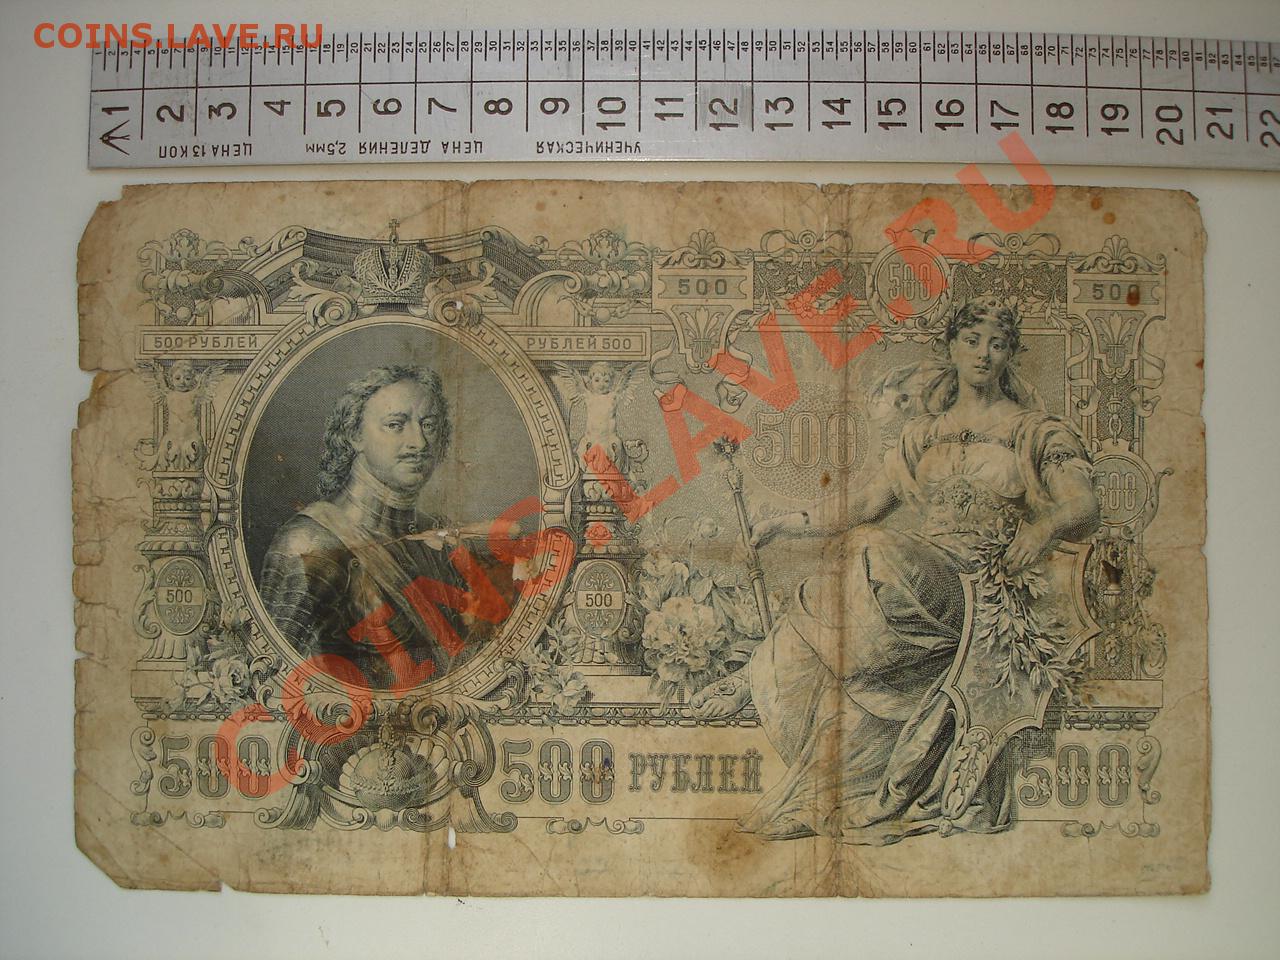 COINS.LAVE.RU
1 2 3 4 5 6 7 8 9 10 11 12 13 14 15 16 17 18 19 20 21 22
ЦЕНА 13 КОП ЦЕНА ДЕЛЕНИЯ 2,5мм УЧЕНИЧЕСКАЯ
500 500 500
500 РУБЛЕЙ РУБЛЕЙ 500
500
500
500 500
COINS.LAVE.RU
500 500 РУБЛЕЙ 500